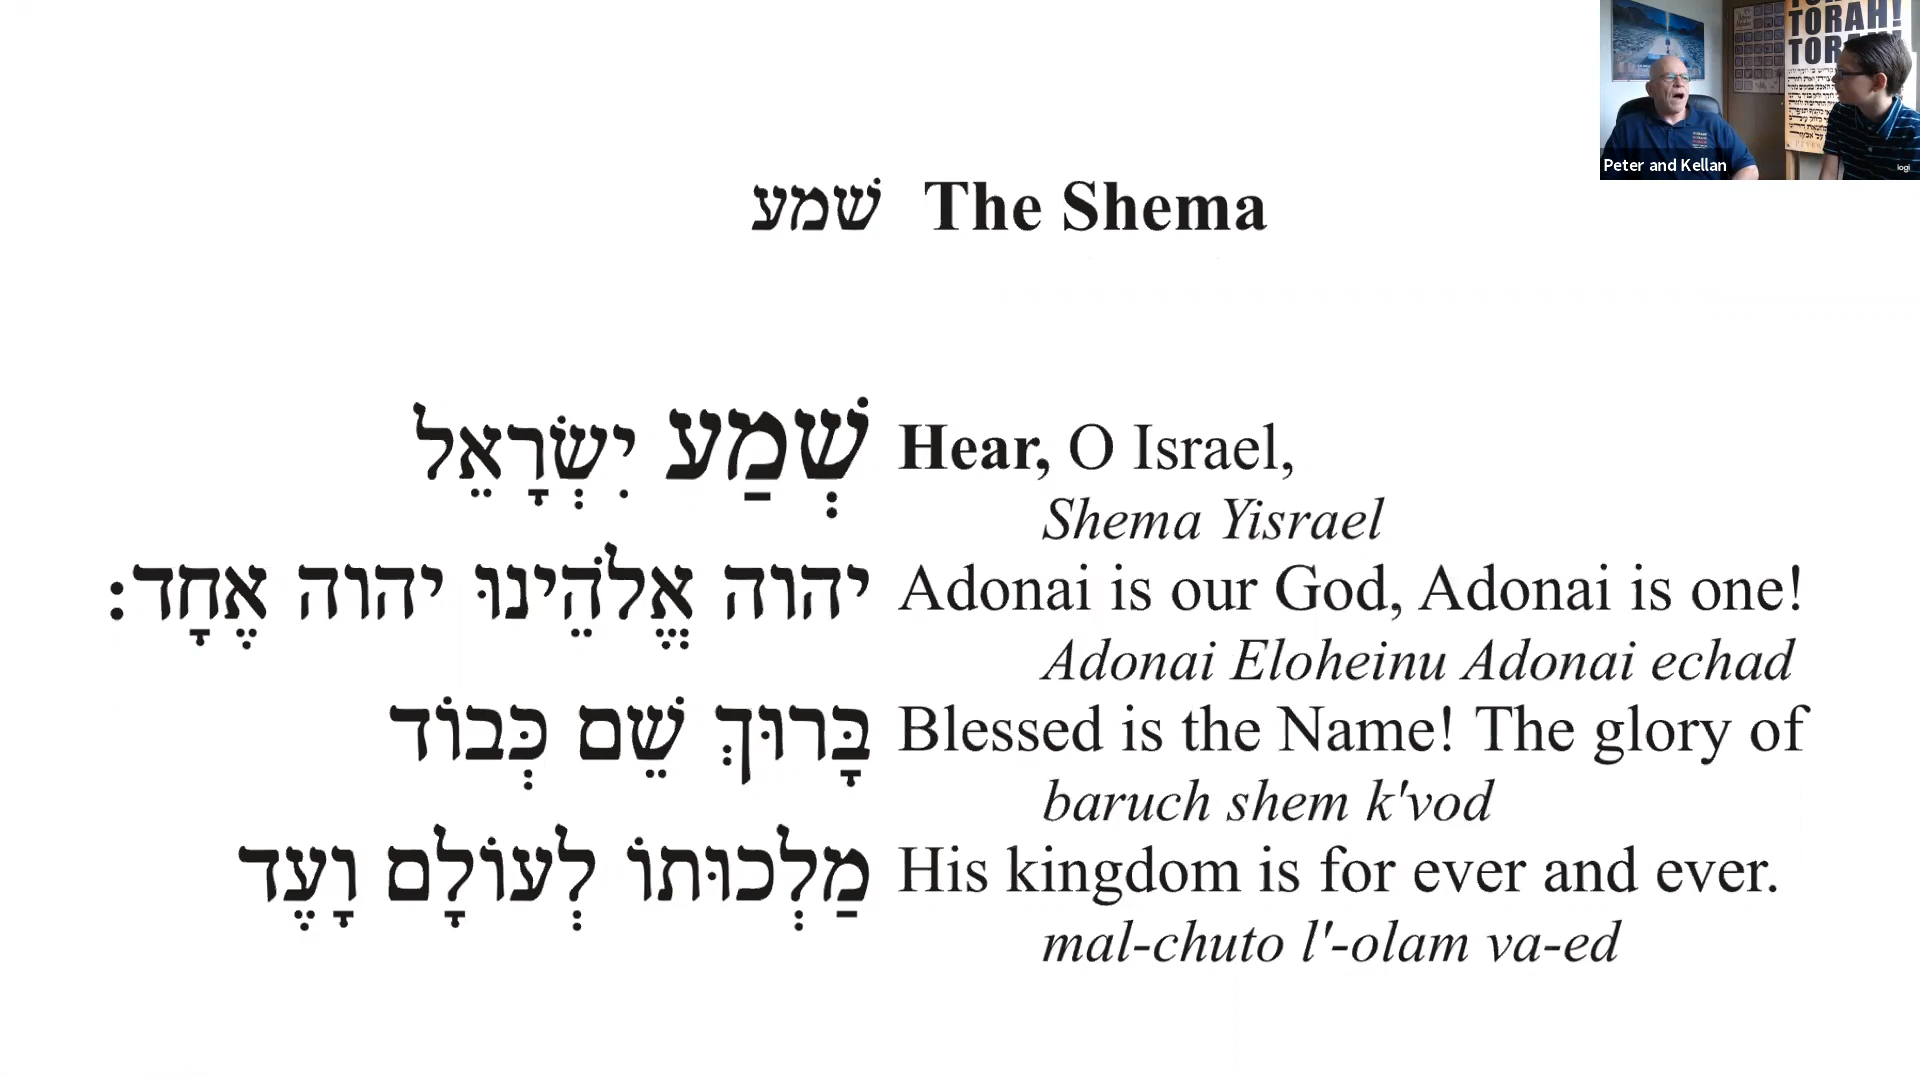 TORAH!
Peter and Kellan
logi
שמע The Shema
שְׁמַע יִשְׂרָאֵל Hear, O Israel,
Shema Yisrael
יהוה אֱלֹהֵינוּ יהוה אֶחָד: Adonai is our God, Adonai is one!
Adonai Eloheinu Adonai echad
בָּרוּךְ שֵׁם כְּבוֹד Blessed is the Name! The glory of
baruch shem k'vod
מַלְכוּתוֹ לְעוֹלָם וָעֶד His kingdom is for ever and ever.
mal-chuto l'-olam va-ed